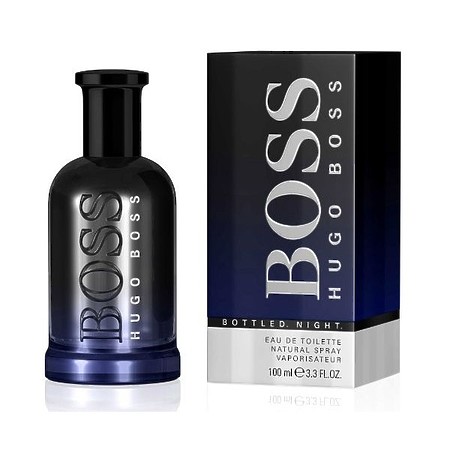 BOSS
HUGO BOSS
BOSS
HUGO BOSS
BOTTLED. NIGHT.
EAU DE TOILETTE
NATURAL SPRAY
VAPORISATEUR
100 ml ℮ 3.3 FL.OZ.